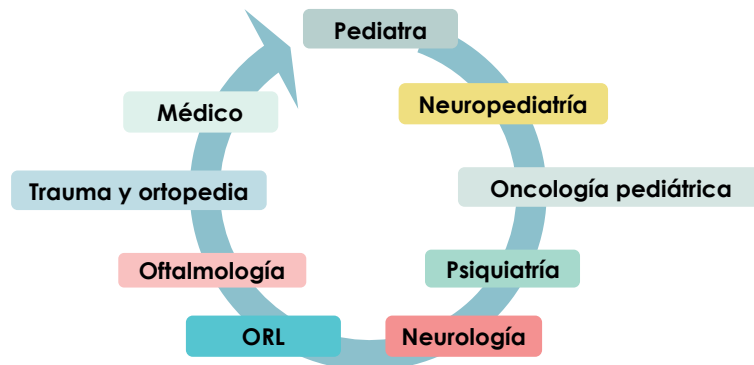 Pediatra
Neuropediatría
Oncología pediátrica
Psiquiatría
Neurología
ORL
Oftalmología
Trauma y ortopedia
Médico